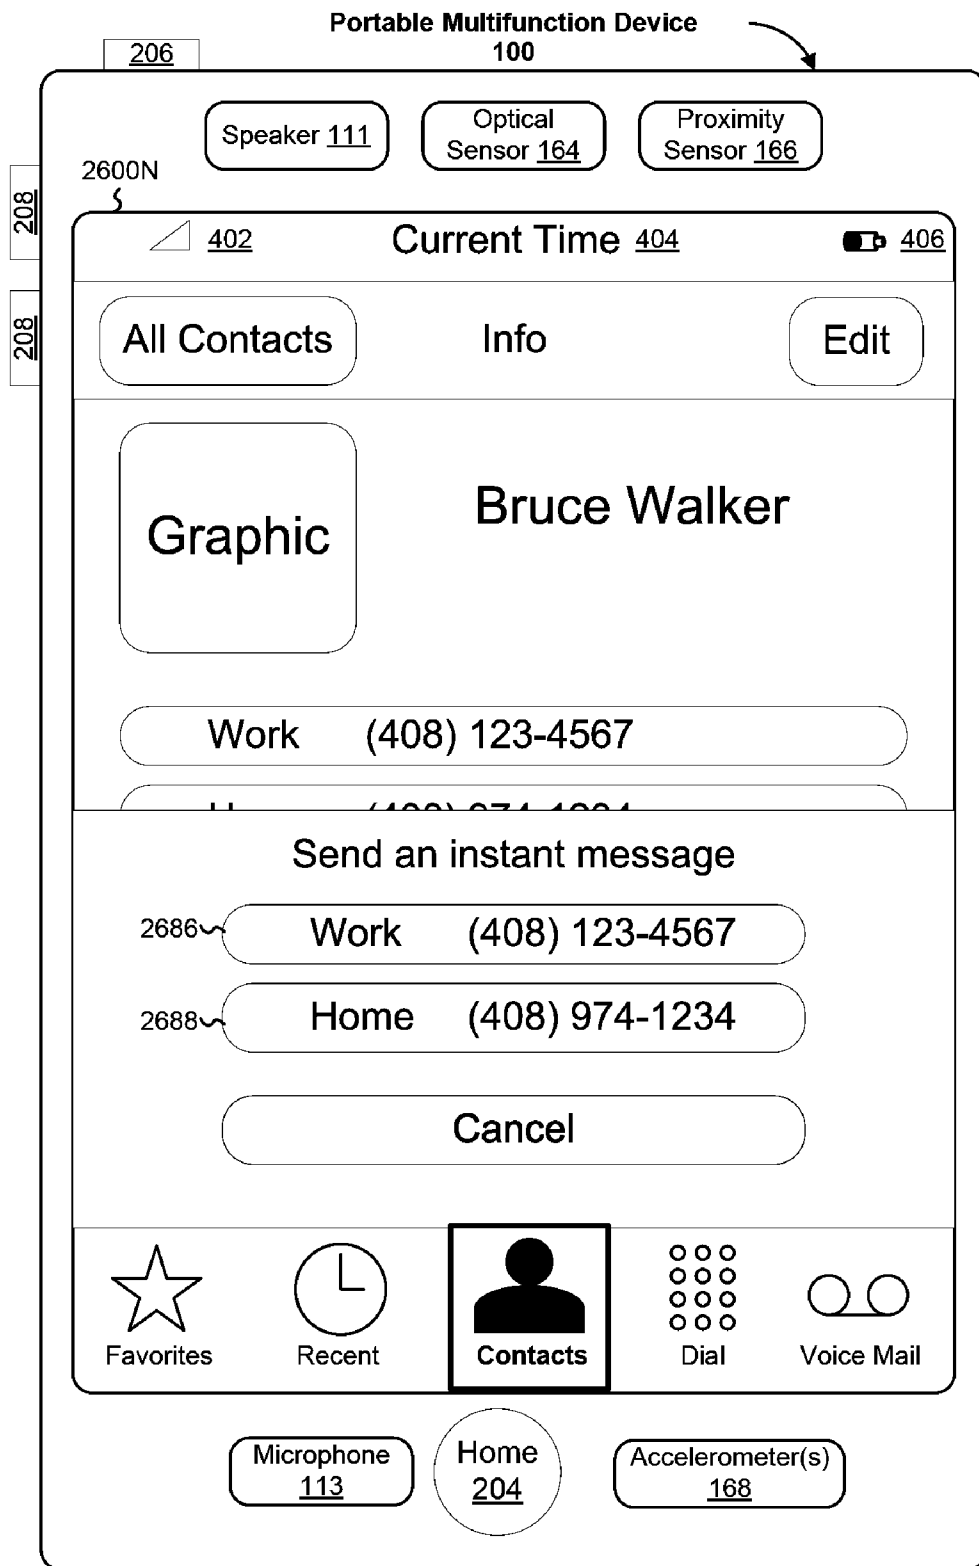 Portable Multifunction Device
100
206
Speaker 111
Optical
Sensor 164
Proximity
Sensor 166
2600N
208
208
402
Current Time 404
406
All Contacts
Info
Edit
Graphic
Bruce Walker
Work (408) 123-4567
Send an instant message
2686
Work (408) 123-4567
2688
Home (408) 974-1234
Cancel
Favorites
Recent
Contacts
Dial
Voice Mail
Microphone
113
Home
204
Accelerometer(s)
168